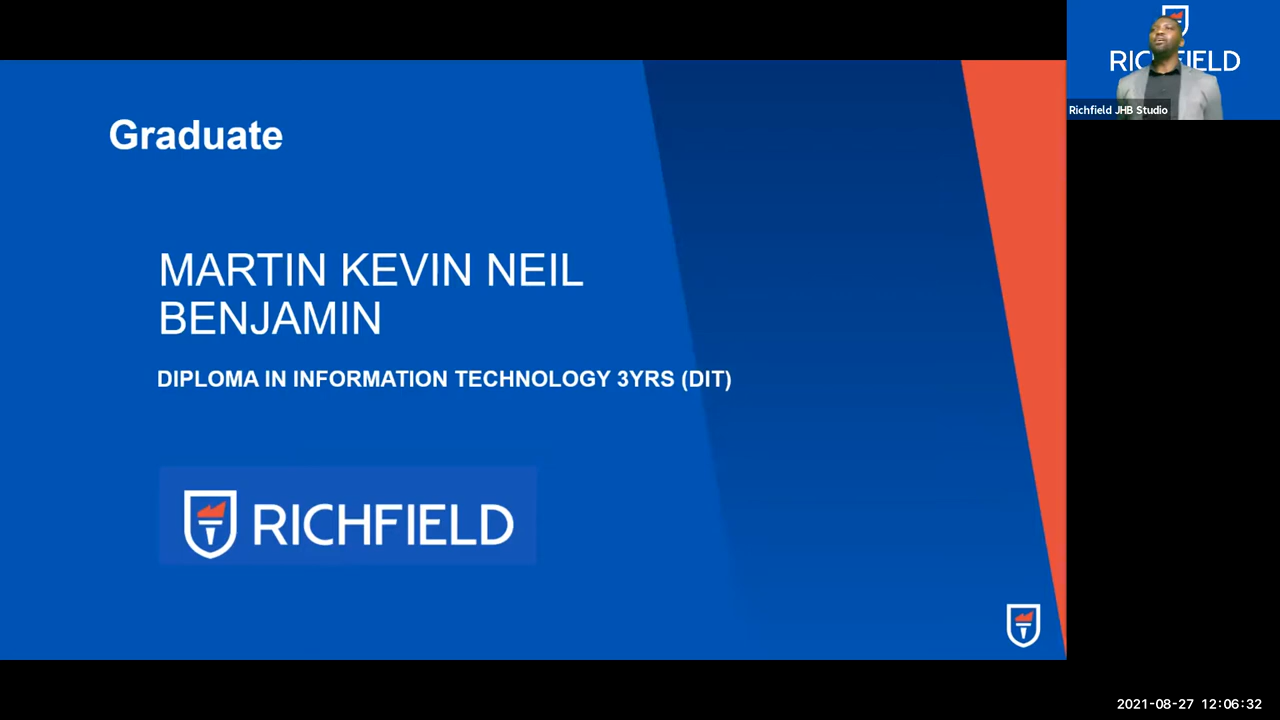 RICHFIELD
Richfield JHB Studio
Graduate
MARTIN KEVIN NEIL
BENJAMIN
DIPLOMA IN INFORMATION TECHNOLOGY 3YRS (DIT)
RICHFIELD
2021-08-27 12:06:32